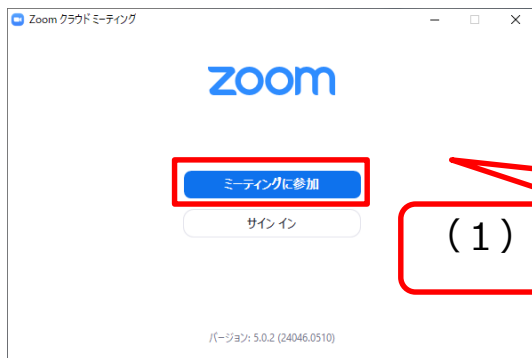 Zoom クラウド ミーティング
zoom
ミーティングに参加
サイン イン
(１)
バージョン: 5.0.2 (24046.0510)